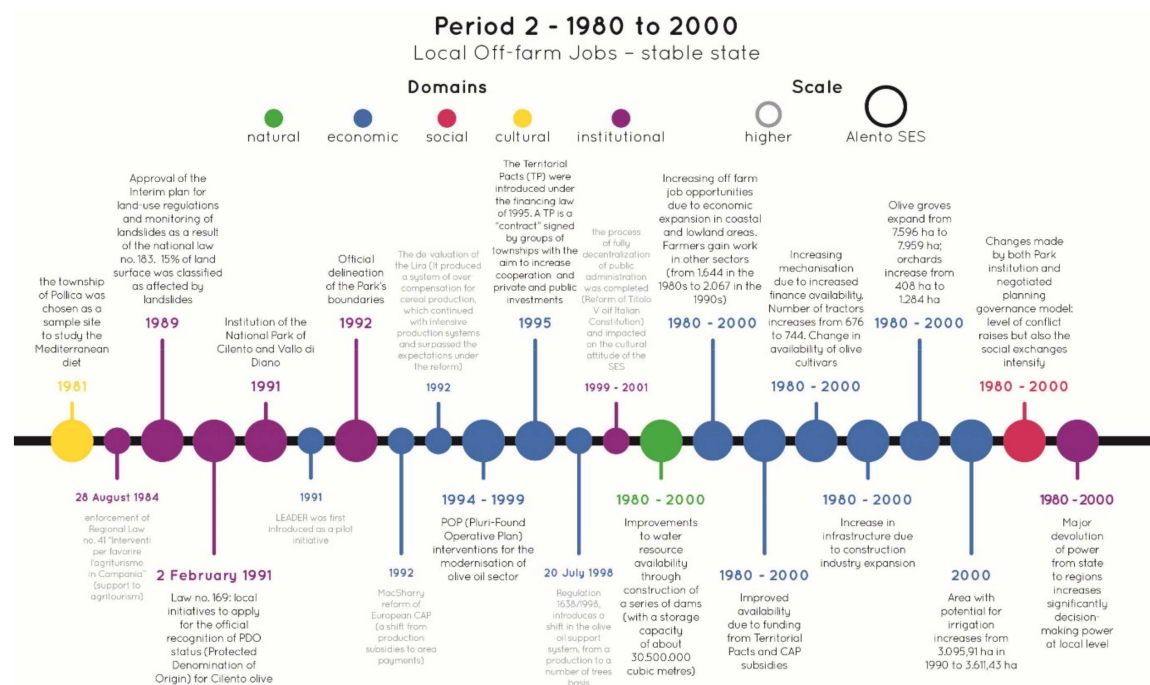 Period 2 - 1980 to 2000
Local Off-farm Jobs – stable state
Domains
Scale
natural
economic
social
cultural
institutional
higher
Alento SES
the township
of Pollica was
chosen as a
sample site
to study the
Mediterranean
diet
1981
28 August 1984
enforcement of
Regional Law
no. 41 "Interventi
per favorire
l'agriturismo
in Campania"
(support to
agritourism)
Approval of the
Interim plan for
land-use regulations
and monitoring of
landslides as a result
of the national law
no. 183. 15% of land
surface was classified
as affected by
landslides
1989
2 February 1991
Law no. 169: local
initiatives to apply
for the official
recognition of PDO
status (Protected
Denomination of
Origin) for Cilento olive
Institution of the
National Park of
Cilento and Vallo di
Diano
1991
1991
LEADER was first
introduced as a pilot
initiative
Official
delineation
of the Park's
boundaries
1992
1992
MacSharry
reform of
European CAP
(a shift from
production
subsidies to area
payments)
The de valuation of
the Lira (It produced
a system of over
compensation for
cereal production,
which continued
with intensive
production systems
and surpassed the
expectations under
the reform)
1992
1994 - 1999
POP (Pluri-Found
Operative Plan)
interventions for the
modernisation of
olive oil sector
The Territorial
Pacts (TP) were
introduced under
the financing law
of 1995. A TP is a
"contract" signed
by groups of
townships with the
aim to increase
cooperation and
private and public
investments
1995
20 July 1998
Regulation
1638/1998,
introduces a
shift in the olive
oil support
system, from a
production to a
number of trees
basis
the process
of fully
decentralization
of public
administration
was completed
(Reform of Titolo
V oif Italian
Constitution)
and impacted
on the cultural
attitude of the
SES
1999 - 2001
1980 - 2000
Improvements
to water
resource
availability
through
construction of
a series of dams
(with a storage
capacity
of about
30.500.000
cubic metres)
Increasing off farm
job opportunities
due to economic
expansion in coastal
and lowland areas.
Farmers gain work
in other sectors
(from 1.644 in the
1980s to 2.067 in the
1990s)
1980 - 2000
1980 - 2000
Improved
availability
due to funding
from Territorial
Pacts and CAP
subsidies
Increasing
mechanisation
due to increased
finance availability.
Number of tractors
increases from 676
to 744. Change in
availability of olive
cultivars
1980 - 2000
1980 - 2000
Increase in
infrastructure due
to construction
industry expansion
Olive groves
expand from
7.596 ha to
7.959 ha;
orchards
increase from
408 ha to
1.284 ha
1980 - 2000
2000
Area with
potential for
irrigation
increases from
3.095,91 ha in
1990 to 3.611,43 ha
Changes made
by both Park
institution and
negotiated
planning
governance model:
level of conflict
raises but also the
social exchanges
intensify
1980 - 2000
1980 -2000
Major
devolution of
power from
state to
regions
increases
significantly
decision-
making power
at local level